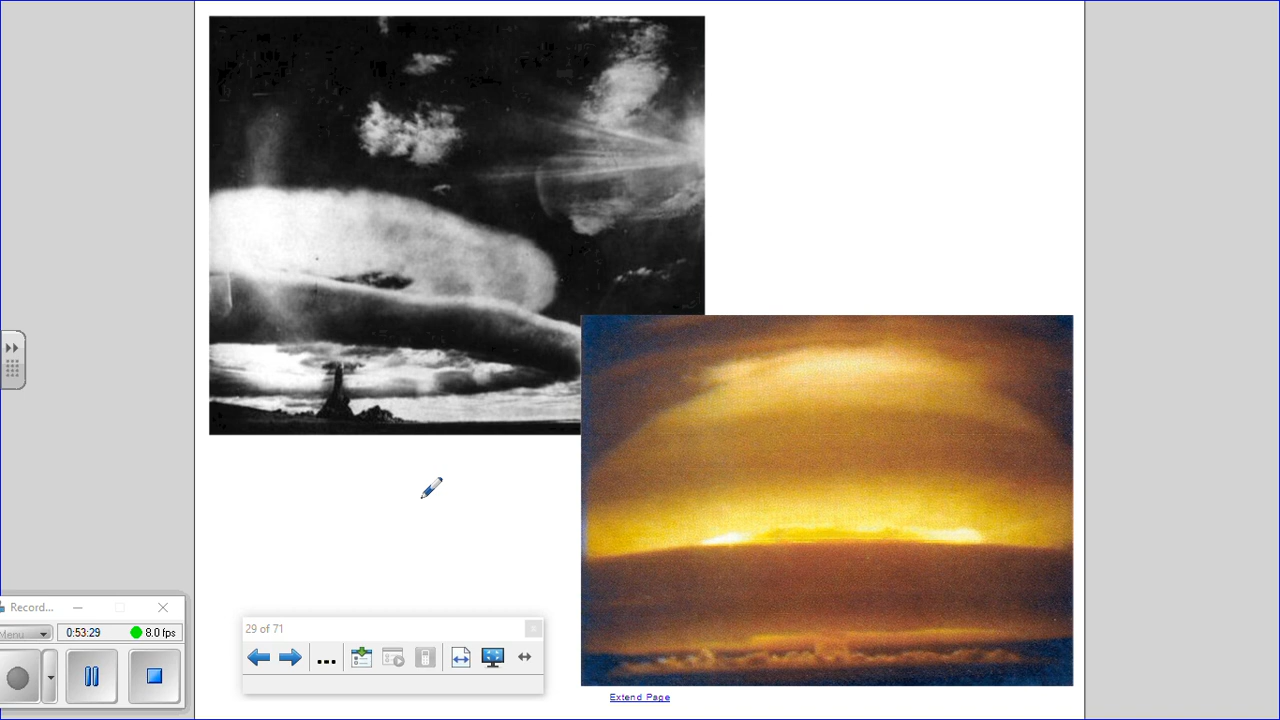 Record...
Menu
0:53:29
8.0 fps
29 of 71
Extend Page